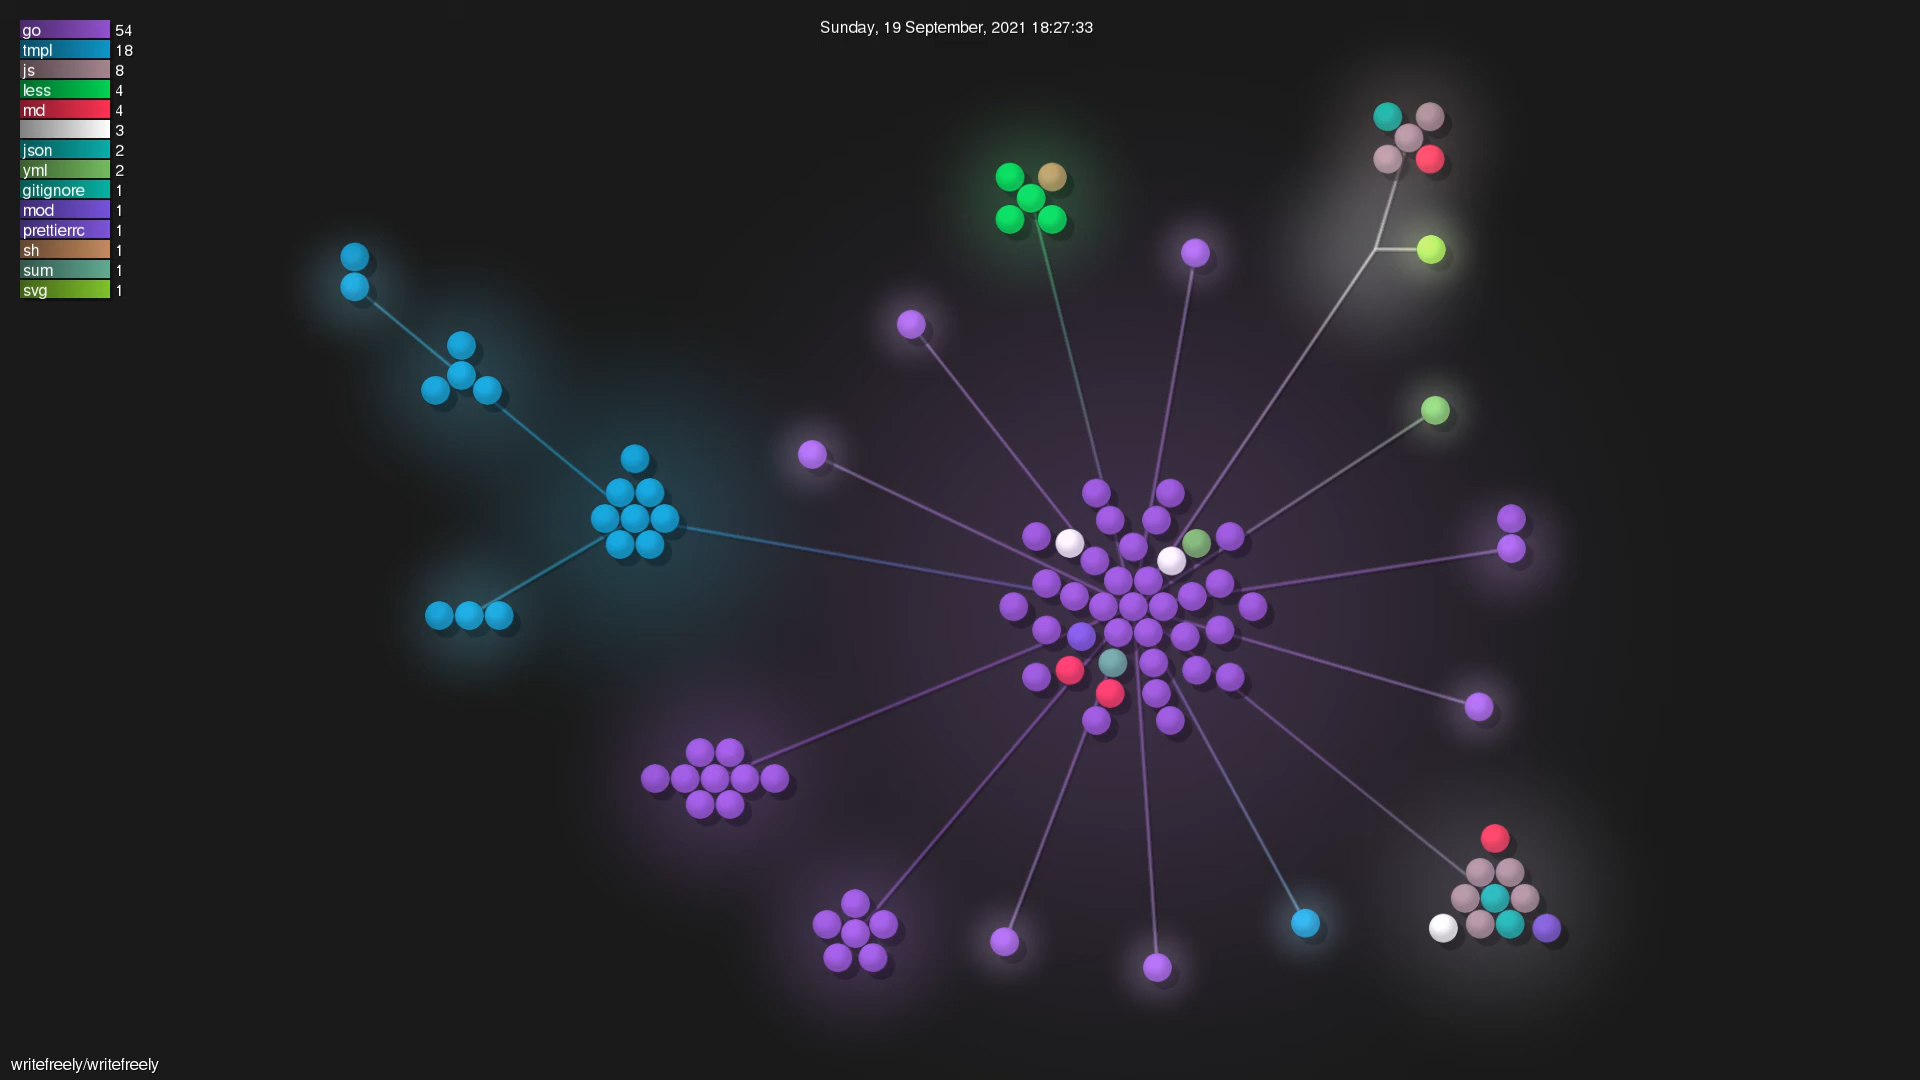 Sunday, 19 September, 2021 18:27:33
go 54
tmpl 18
js 8
less 4
md 4
3
json 2
yml 2
gitignore 1
mod 1
prettierrc 1
sh 1
sum 1
svg 1
writefreely/writefreely